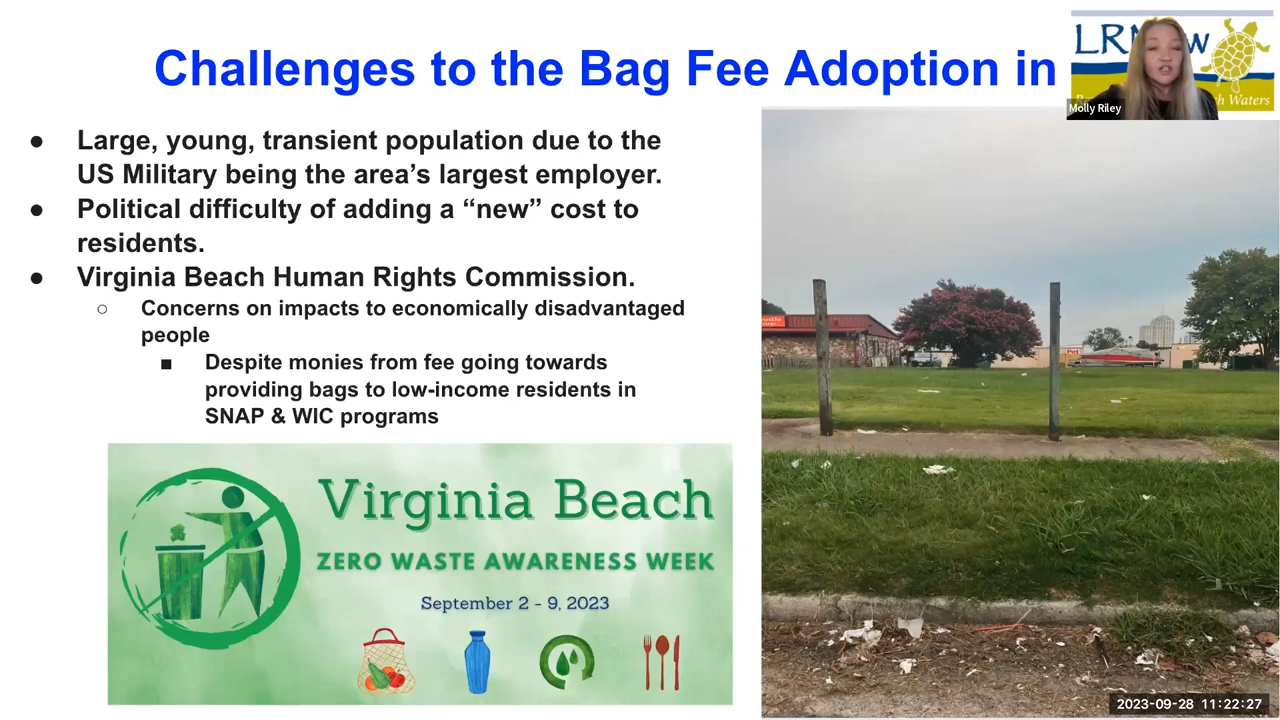 Challenges to the Bag Fee Adoption in
LRN
w
h Waters
Molly Riley
● Large, young, transient population due to the
US Military being the area’s largest employer.
● Political difficulty of adding a “new” cost to
residents.
● Virginia Beach Human Rights Commission.
○ Concerns on impacts to economically disadvantaged
people
■ Despite monies from fee going towards
providing bags to low-income residents in
SNAP & WIC programs
Virginia Beach
ZERO WASTE AWARENESS WEEK
September 2 - 9, 2023
2023-09-28 11:22:27